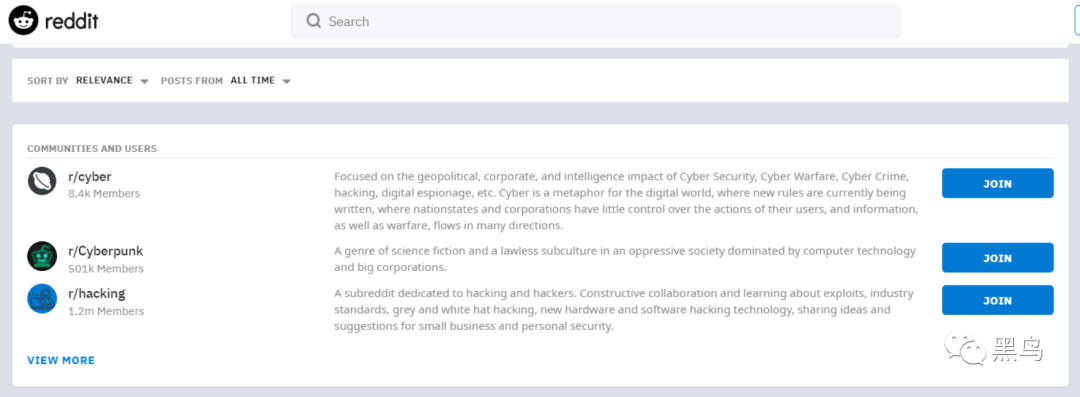 reddit
Search
SORT BY RELEVANCE POSTS FROM ALL TIME
COMMUNITIES AND USERS
r/cyber
8.4k Members
Focused on the geopolitical, corporate, and intelligence impact of Cyber Security, Cyber Warfare, Cyber Crime,
hacking, digital espionage, etc. Cyber is a metaphor for the digital world, where new rules are currently being
written, where nationstates and corporations have little control over the actions of their users, and information,
as well as warfare, flows in many directions.
JOIN
r/Cyberpunk
501k Members
A genre of science fiction and a lawless subculture in an oppressive society dominated by computer technology
and big corporations.
JOIN
r/hacking
1.2m Members
A subreddit dedicated to hacking and hackers. Constructive collaboration and learning about exploits, industry
standards, grey and white hat hacking, new hardware and software hacking technology, sharing ideas and
suggestions for small business and personal security.
JOIN
VIEW MORE
黑鸟